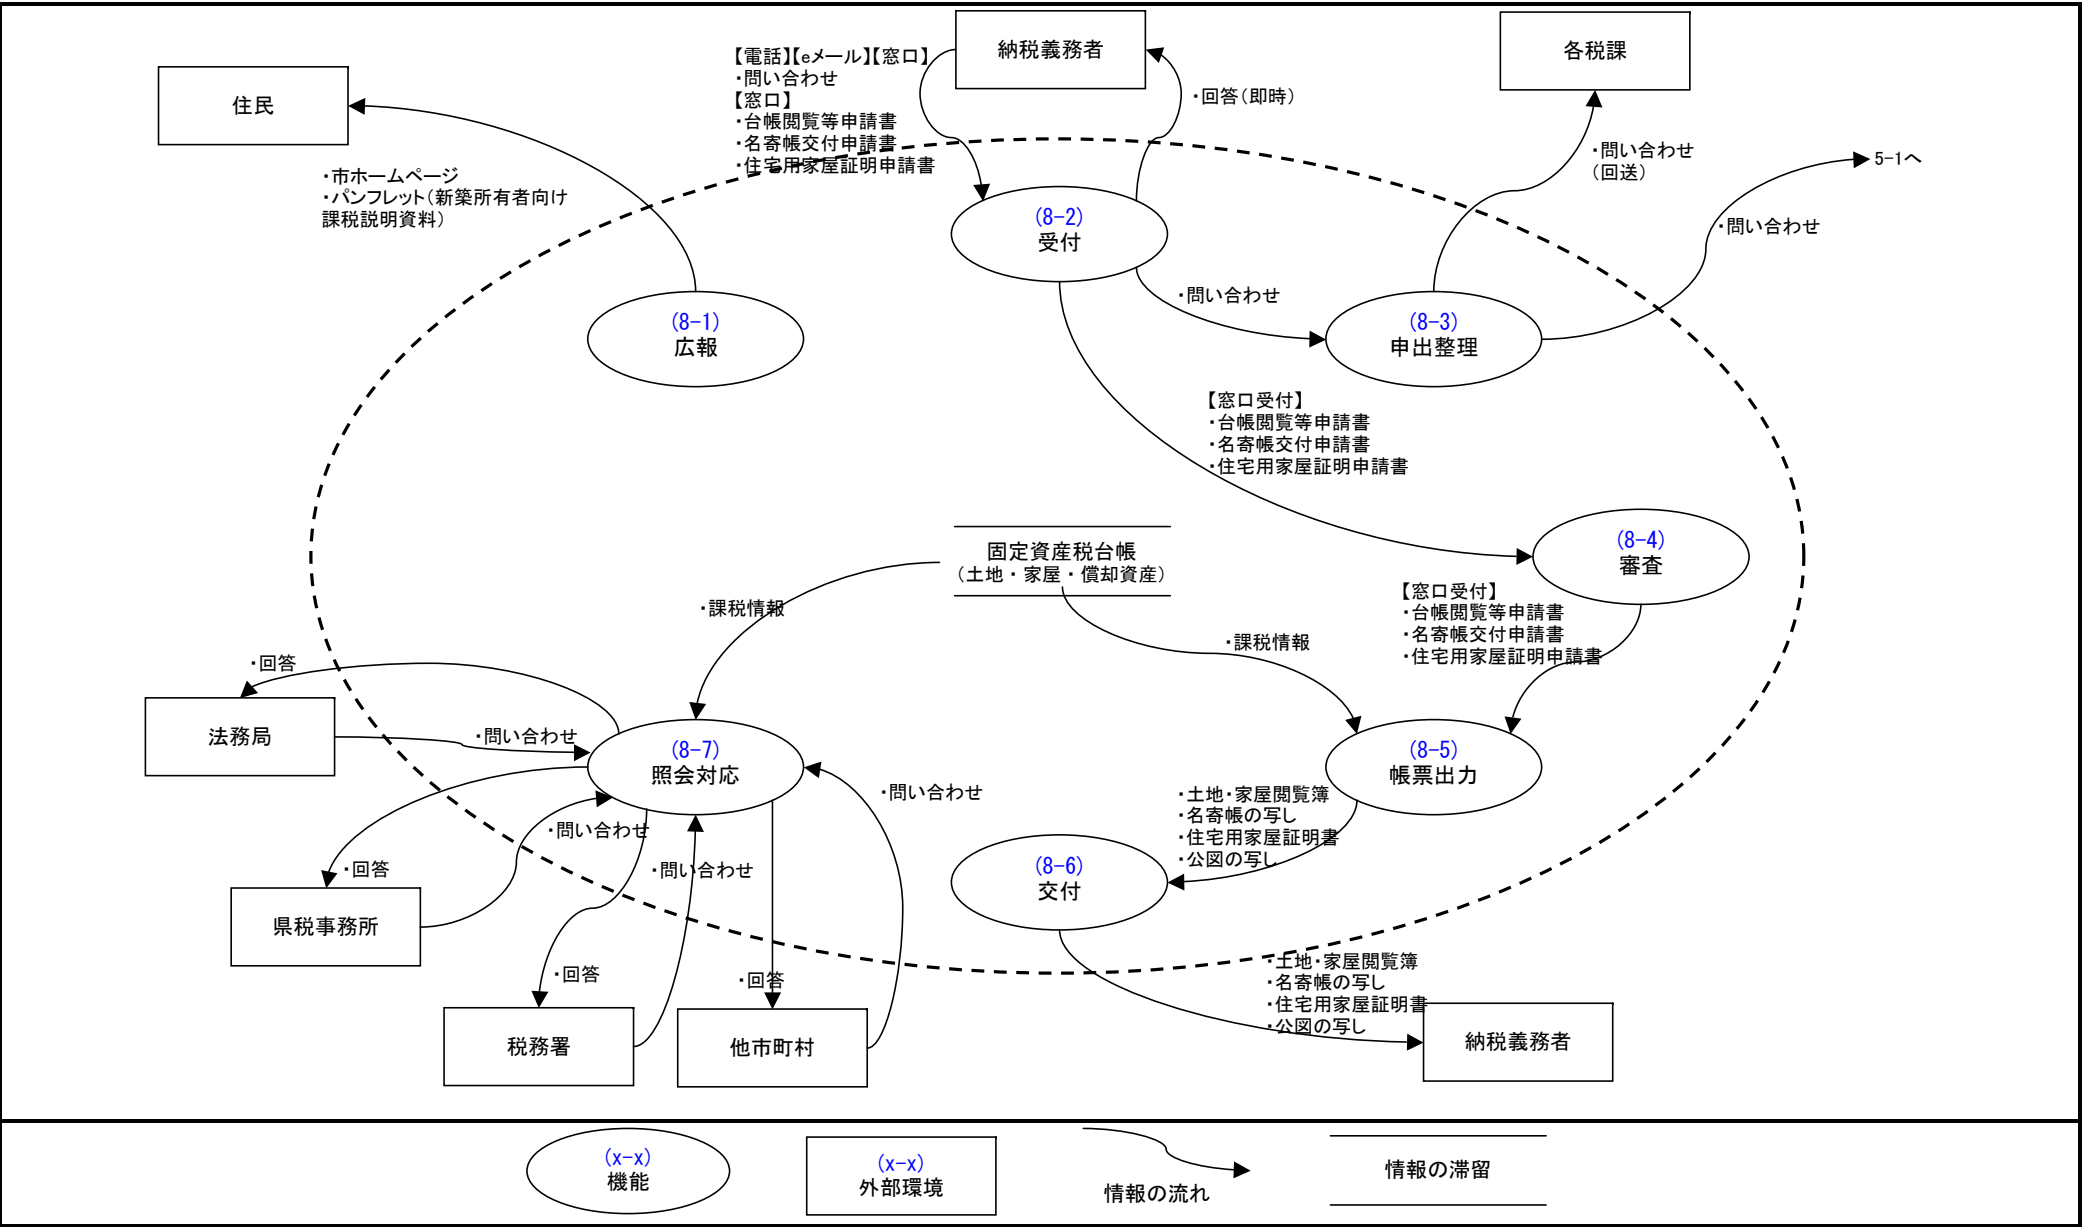 納税義務者
各税課
住民
【電話】【eメール】【窓口】
・問い合わせ
【窓口】
・台帳閲覧等申請書
・名寄帳交付申請書
・住宅用家屋証明申請書
・回答(即時)
・問い合わせ
(回送)
5-1へ
・市ホームページ
・パンフレット(新築所有者向け
課税説明資料)
(8-2)
受付
・問い合わせ
・問い合わせ
(8-1)
広報
(8-3)
申出整理
【窓口受付】
・台帳閲覧等申請書
・名寄帳交付申請書
・住宅用家屋証明申請書
固定資産税台帳
(土地・家屋・償却資産)
(8-4)
審査
・課税情報
【窓口受付】
・台帳閲覧等申請書
・名寄帳交付申請書
・住宅用家屋証明申請書
・課税情報
・回答
法務局
・問い合わせ
(8-7)
照会対応
(8-5)
帳票出力
・問い合わせ
・土地・家屋閲覧簿
・名寄帳の写し
・住宅用家屋証明書
・公図の写し
・問い合わせ
・回答
・問い合わせ
(8-6)
交付
県税事務所
・回答
・回答
・土地・家屋閲覧簿
・名寄帳の写し
・住宅用家屋証明書
・公図の写し
税務署
他市町村
納税義務者
(x-x)
機能
(x-x)
外部環境
情報の流れ
情報の滞留